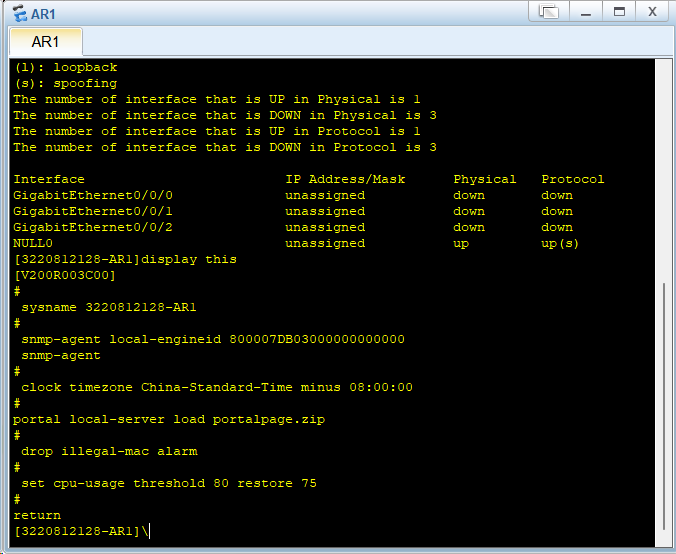 AR1
AR1
(l): loopback
(s): spoofing
The number of interface that is UP in Physical is 1
The number of interface that is DOWN in Physical is 3
The number of interface that is UP in Protocol is 1
The number of interface that is DOWN in Protocol is 3
Interface IP Address/Mask Physical Protocol
GigabitEthernet0/0/0 unassigned down down
GigabitEthernet0/0/1 unassigned down down
GigabitEthernet0/0/2 unassigned down down
NULL0 unassigned up up(s)
[3220812128-AR1]display this
[V200R003C00]
#
sysname 3220812128-AR1
#
snmp-agent local-engineid 800007DB03000000000000
snmp-agent
#
clock timezone China-Standard-Time minus 08:00:00
#
portal local-server load portalpage.zip
#
drop illegal-mac alarm
#
set cpu-usage threshold 80 restore 75
#
return
[3220812128-AR1]\